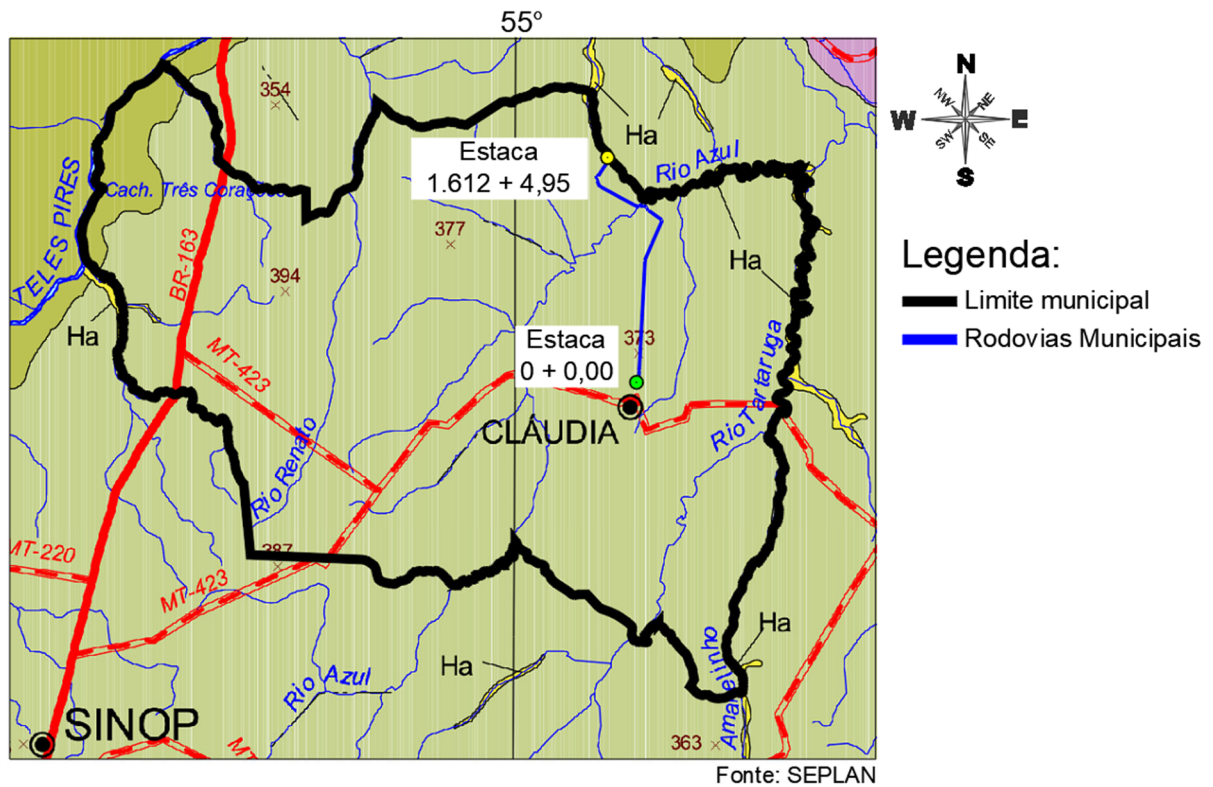 55º
354
Ha
Estaca
1.612 + 4,95
Rio Azul
Cach. Três Corações
TELES PIRES
BR-163
377
394
Ha
Ha
Estaca
0 + 0,00
373
MT-423
CLÁUDIA
Rio Tartaruga
Rio Renato
MT-220
387
MT-423
Ha
Ha
Rio Azul
Amarelinho
SINOP
363
Fonte: SEPLAN
N
NW
NE
W
E
SW
SE
S
Legenda:
Limite municipal
Rodovias Municipais